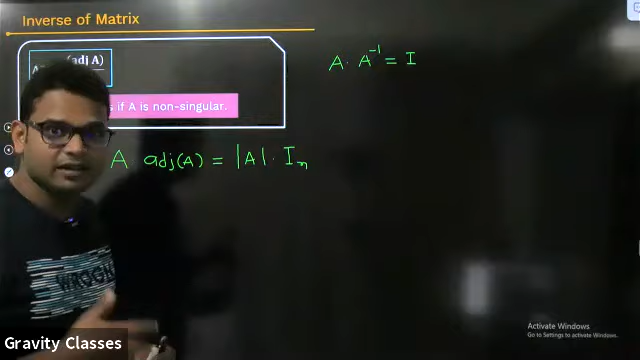 Inverse of Matrix
(adj A)
if A is non-singular.
A · A⁻¹ = I
A adj(A) = |A| · Iₙ
WROGN
Activate Windows
Go to Settings to activate Windows.
Gravity Classes